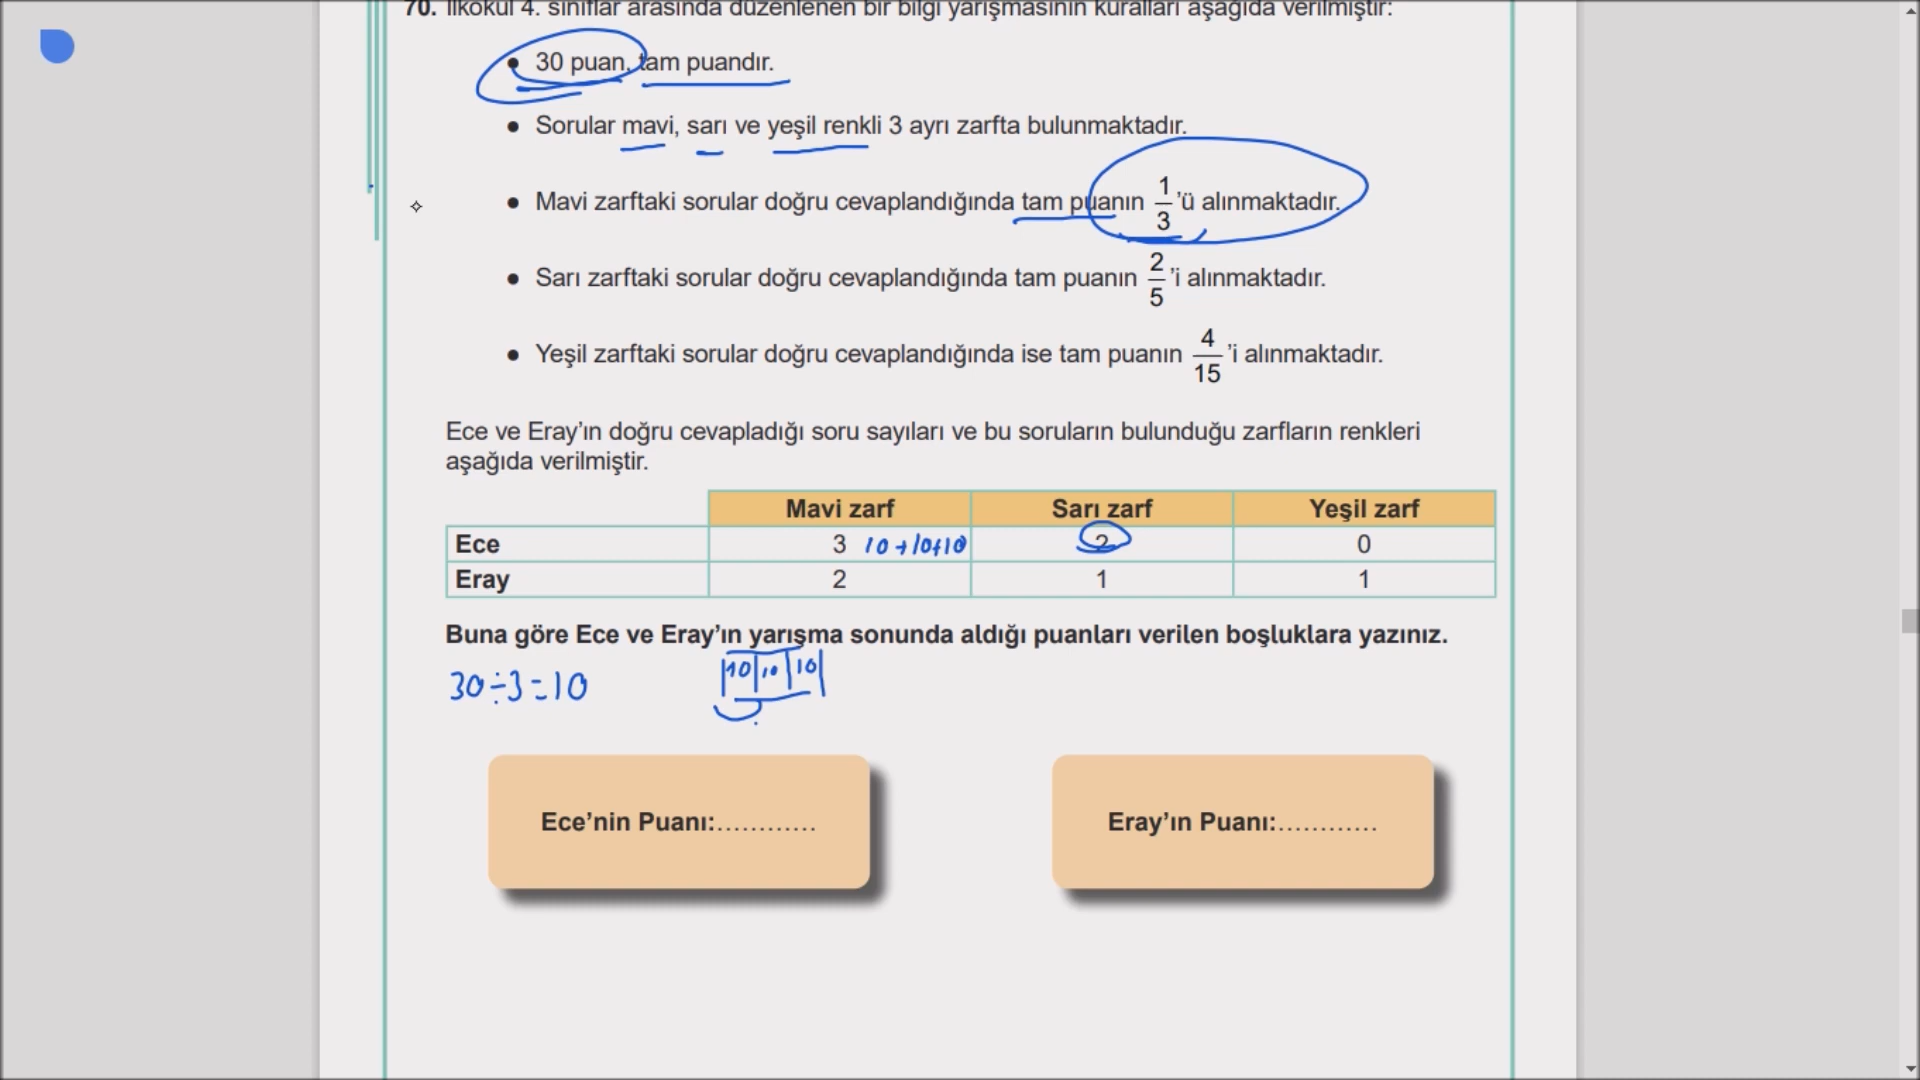 70. İlkokul 4. sınıflar arasında düzenlenen bir bilgi yarışmasının kuralları aşağıda verilmiştir:
● 30 puan, tam puandır.
● Sorular mavi, sarı ve yeşil renkli 3 ayrı zarfta bulunmaktadır.
● Mavi zarftaki sorular doğru cevaplandığında tam puanın 1/3 'ü alınmaktadır.
● Sarı zarftaki sorular doğru cevaplandığında tam puanın 2/5 'i alınmaktadır.
● Yeşil zarftaki sorular doğru cevaplandığında ise tam puanın 4/15 'i alınmaktadır.
Ece ve Eray'ın doğru cevapladığı soru sayıları ve bu soruların bulunduğu zarfların renkleri
aşağıda verilmiştir.
Mavi zarf Sarı zarf Yeşil zarf
Ece 3 10+10+10 2 0
Eray 2 1 1
Buna göre Ece ve Eray'ın yarışma sonunda aldığı puanları verilen boşluklara yazınız.
30÷3=10 10 10 10
Ece'nin Puanı:............ Eray'ın Puanı:............